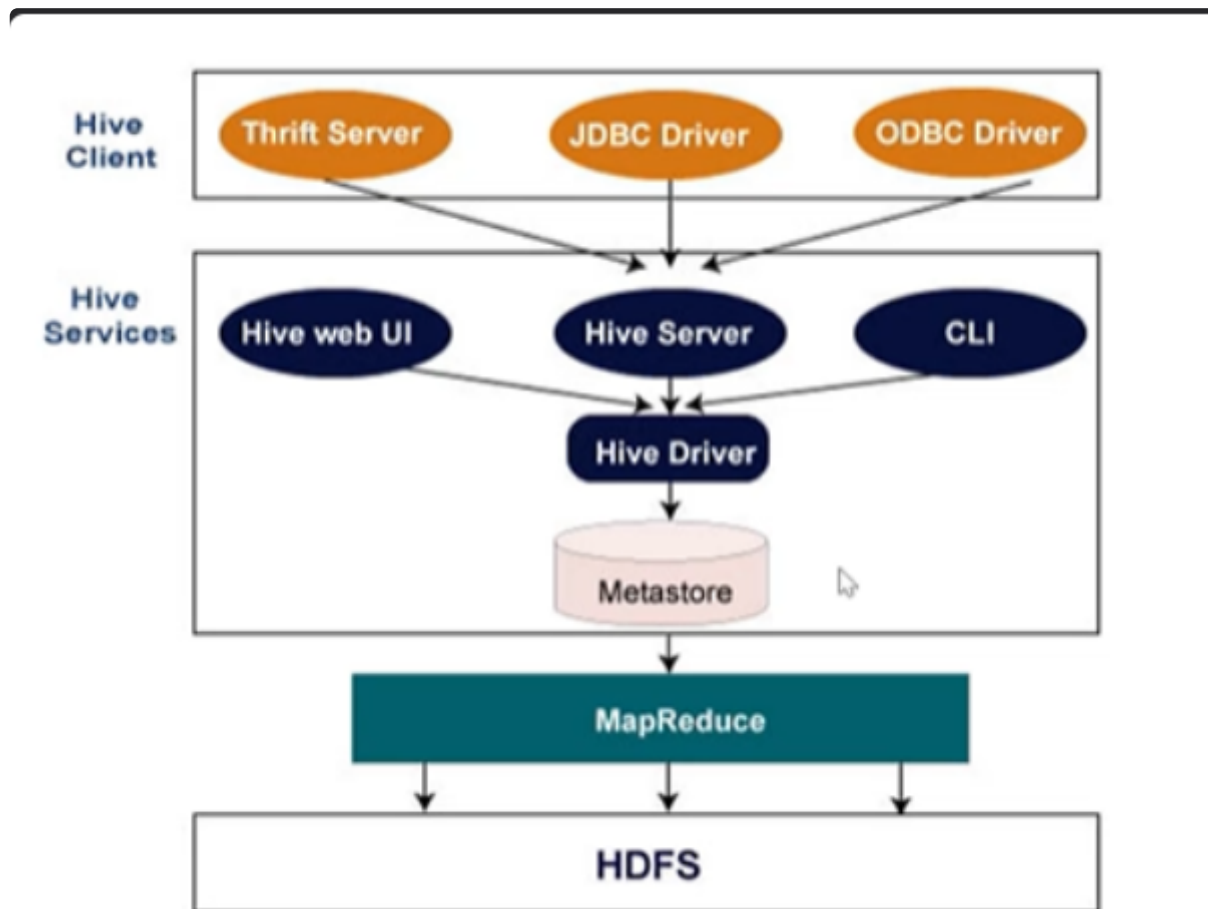 Hive
Client
Thrift Server
JDBC Driver
ODBC Driver
Hive
Services
Hive web UI
Hive Server
CLI
Hive Driver
Metastore
MapReduce
HDFS